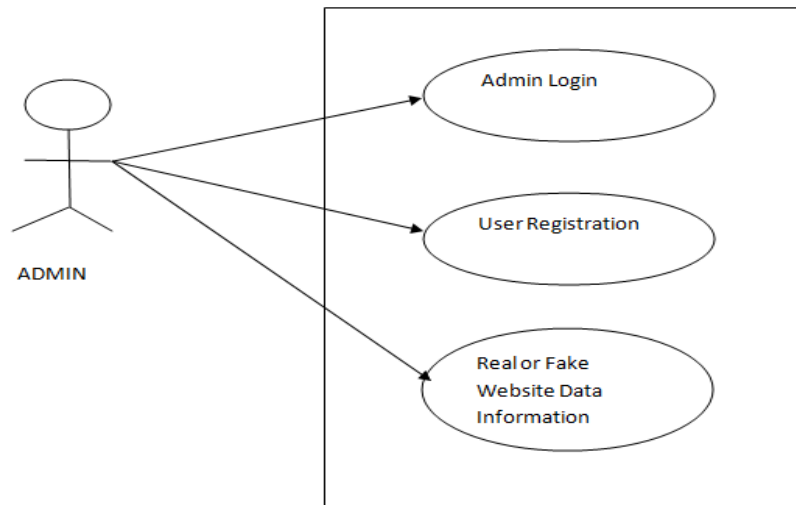 Admin Login
User Registration
ADMIN
Real or Fake
Website Data
Information